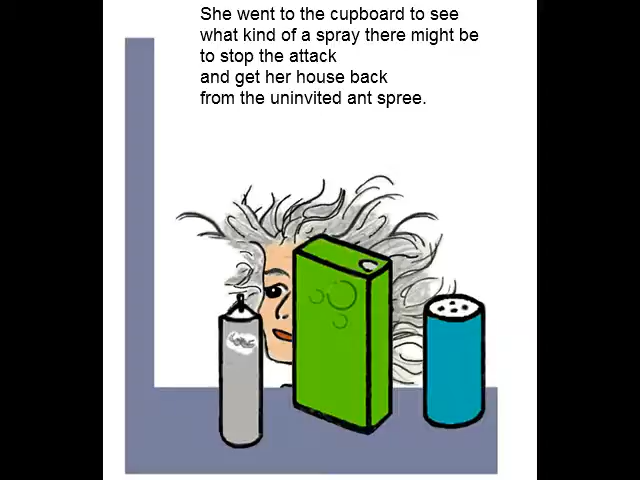 She went to the cupboard to see
what kind of a spray there might be
to stop the attack
and get her house back
from the uninvited ant spree.